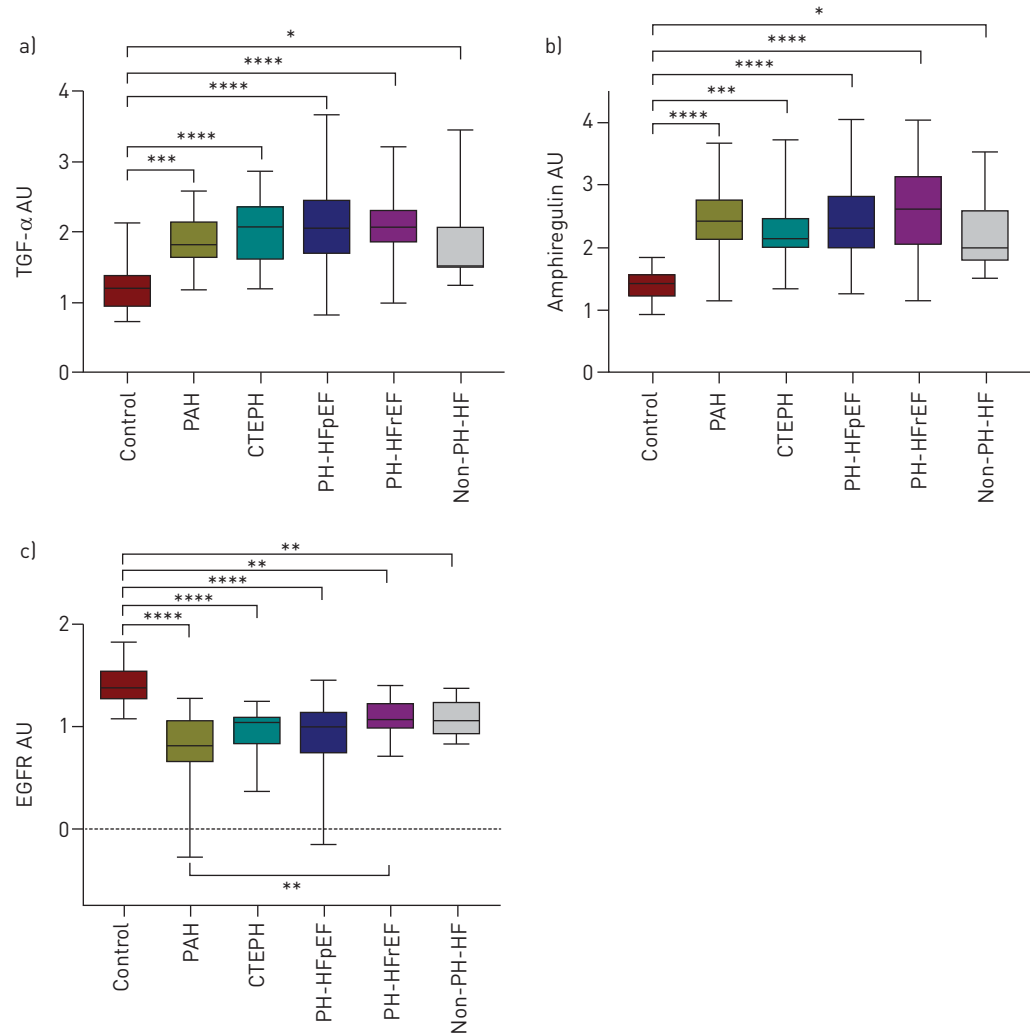 a)
*
****
****
****
***
4
3
2
1
0
TGF-α AU
Control
PAH
CTEPH
PH-HFpEF
PH-HFrEF
Non-PH-HF
b)
*
****
****
***
****
4
3
2
1
0
Amphiregulin AU
Control
PAH
CTEPH
PH-HFpEF
PH-HFrEF
Non-PH-HF
c)
**
**
****
****
****
2
1
0
EGFR AU
**
Control
PAH
CTEPH
PH-HFpEF
PH-HFrEF
Non-PH-HF